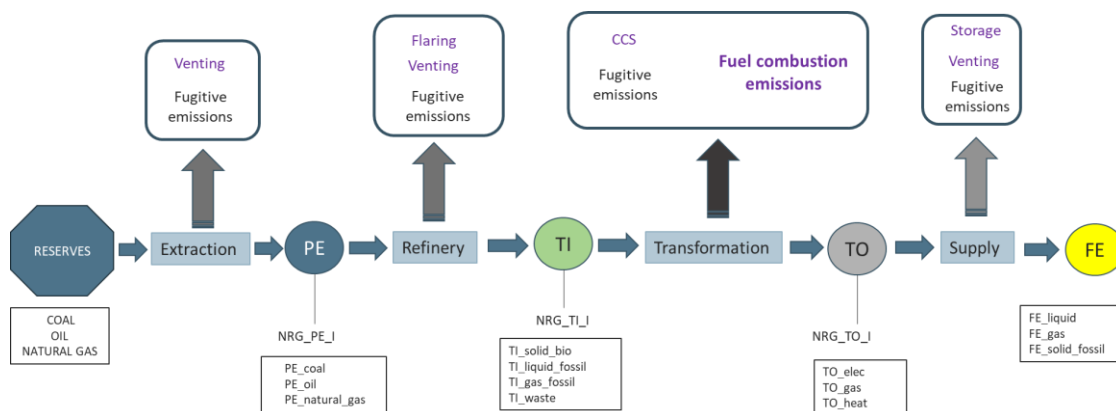 Venting
Fugitive
emissions
Flaring
Venting
Fugitive
emissions
CCS
Fugitive
emissions
Fuel combustion
emissions
Storage
Venting
Fugitive
emissions
RESERVES
Extraction
PE
Refinery
TI
Transformation
TO
Supply
FE
COAL
OIL
NATURAL GAS
NRG_PE_I
PE_coal
PE_oil
PE_natural_gas
NRG_TI_I
TI_solid_bio
TI_liquid_fossil
TI_gas_fossil
TI_waste
NRG_TO_I
TO_elec
TO_gas
TO_heat
FE_liquid
FE_gas
FE_solid_fossil